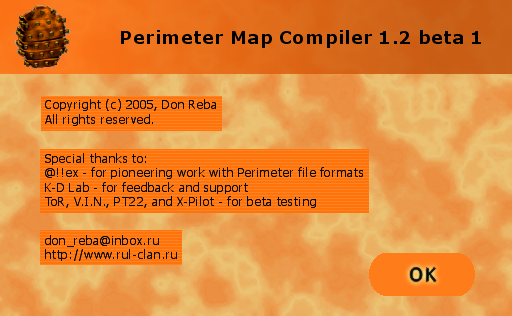 Perimeter Map Compiler 1.2 beta 1
Copyright (c) 2005, Don Reba
All rights reserved.
Special thanks to:
@!!ex - for pioneering work with Perimeter file formats
K-D Lab - for feedback and support
ToR, V.I.N., PT22, and X-Pilot - for beta testing
don_reba@inbox.ru
http://www.rul-clan.ru
OK